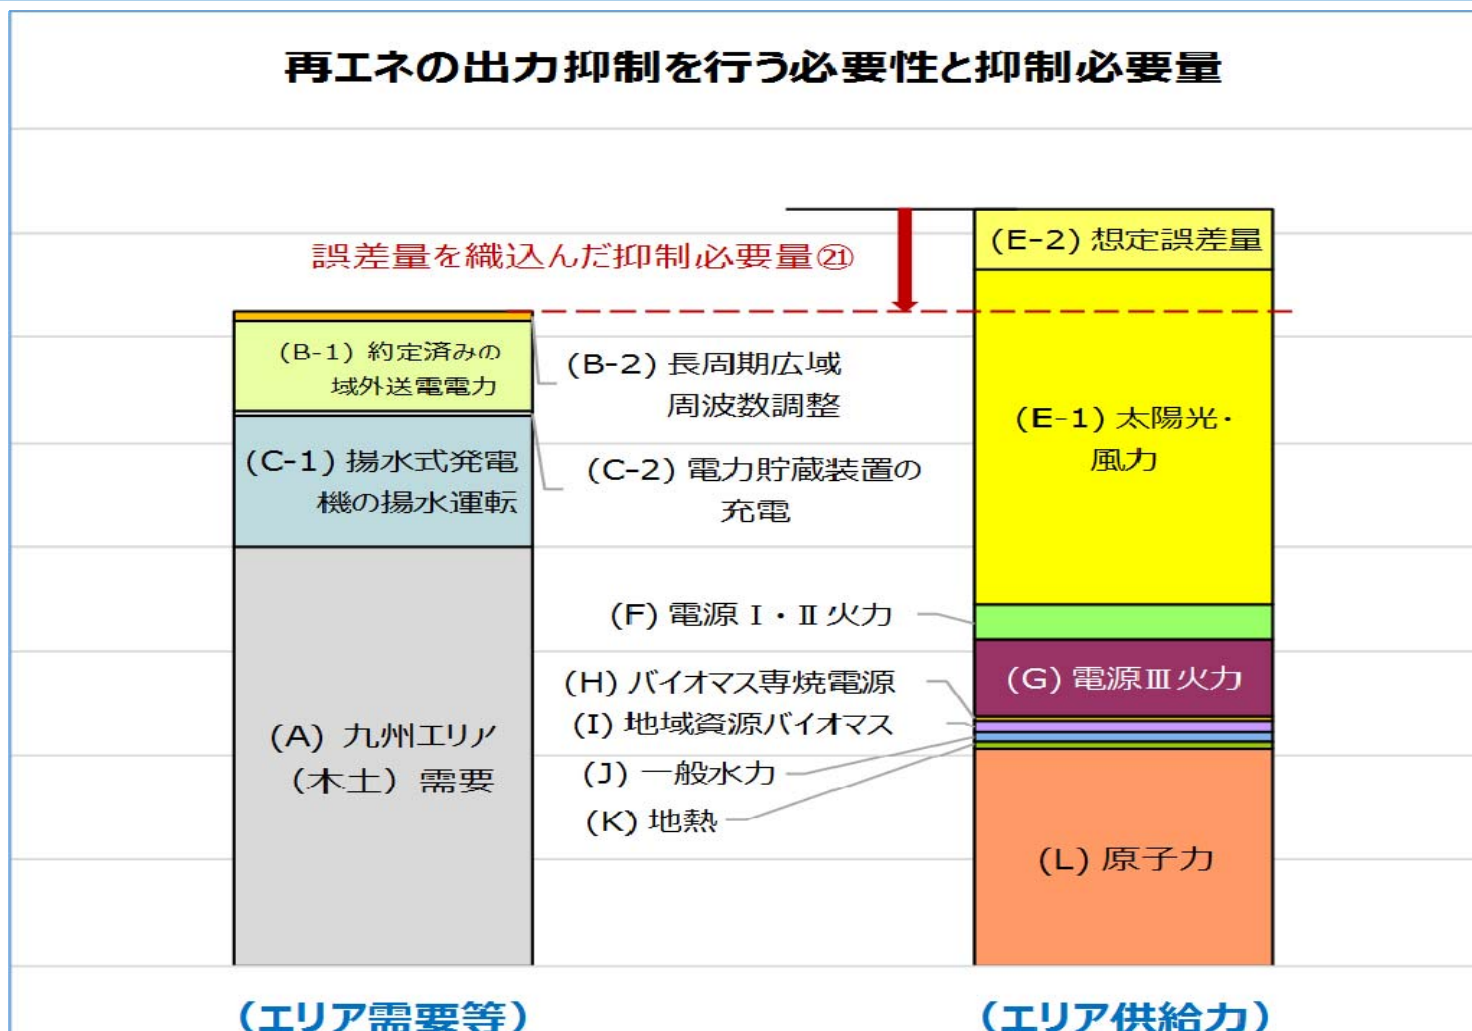 再エネの出力抑制を行う必要性と抑制必要量
誤差量を織込んだ抑制必要量㉑
(E-2) 想定誤差量
(B-1) 約定済みの
域外送電電力
(B-2) 長周期広域
周波数調整
(E-1) 太陽光・
風力
(C-1) 揚水式発電
機の揚水運転
(C-2) 電力貯蔵装置の
充電
(F) 電源Ⅰ・Ⅱ火力
(G) 電源Ⅲ火力
(H) バイオマス専焼電源
(I) 地域資源バイオマス
(A) 九州エリア
(本土) 需要
(J) 一般水力
(K) 地熱
(L) 原子力
(エリア需要等)
(エリア供給力)